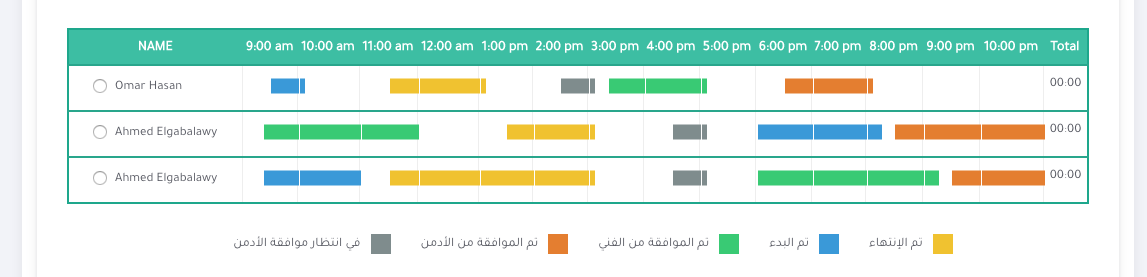 NAME 9:00 am 10:00 am 11:00 am 12:00 am 1:00 pm 2:00 pm 3:00 pm 4:00 pm 5:00 pm 6:00 pm 7:00 pm 8:00 pm 9:00 pm 10:00 pm Total
Omar Hasan 00:00
Ahmed Elgabalawy 00:00
Ahmed Elgabalawy 00:00
تم الإنتهاء تم البدء تم الموافقة من الفني تم الموافقة من الأدمن في انتظار موافقة الأدمن